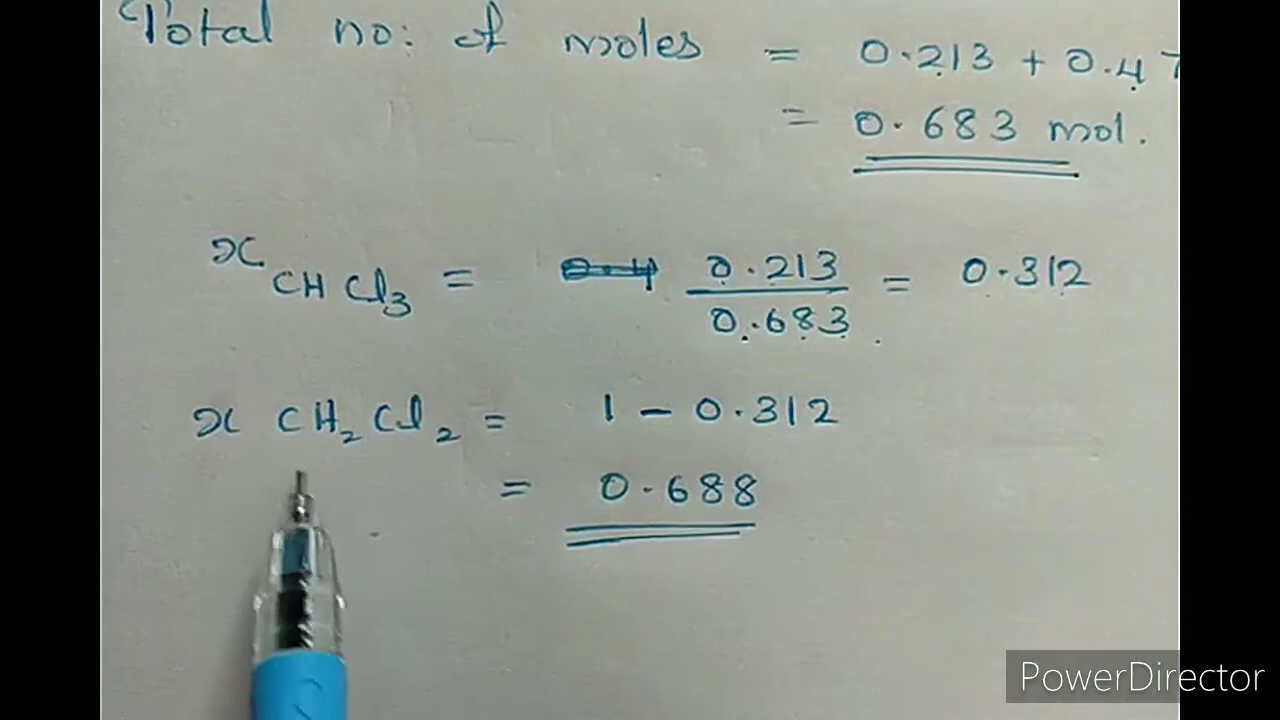 Total no: of moles = 0.213 + 0.47
= 0.683 mol.
x CHCl₃ = 0.213 / 0.683 = 0.312
x CH₂Cl₂ = 1 - 0.312
= 0.688
PowerDirector